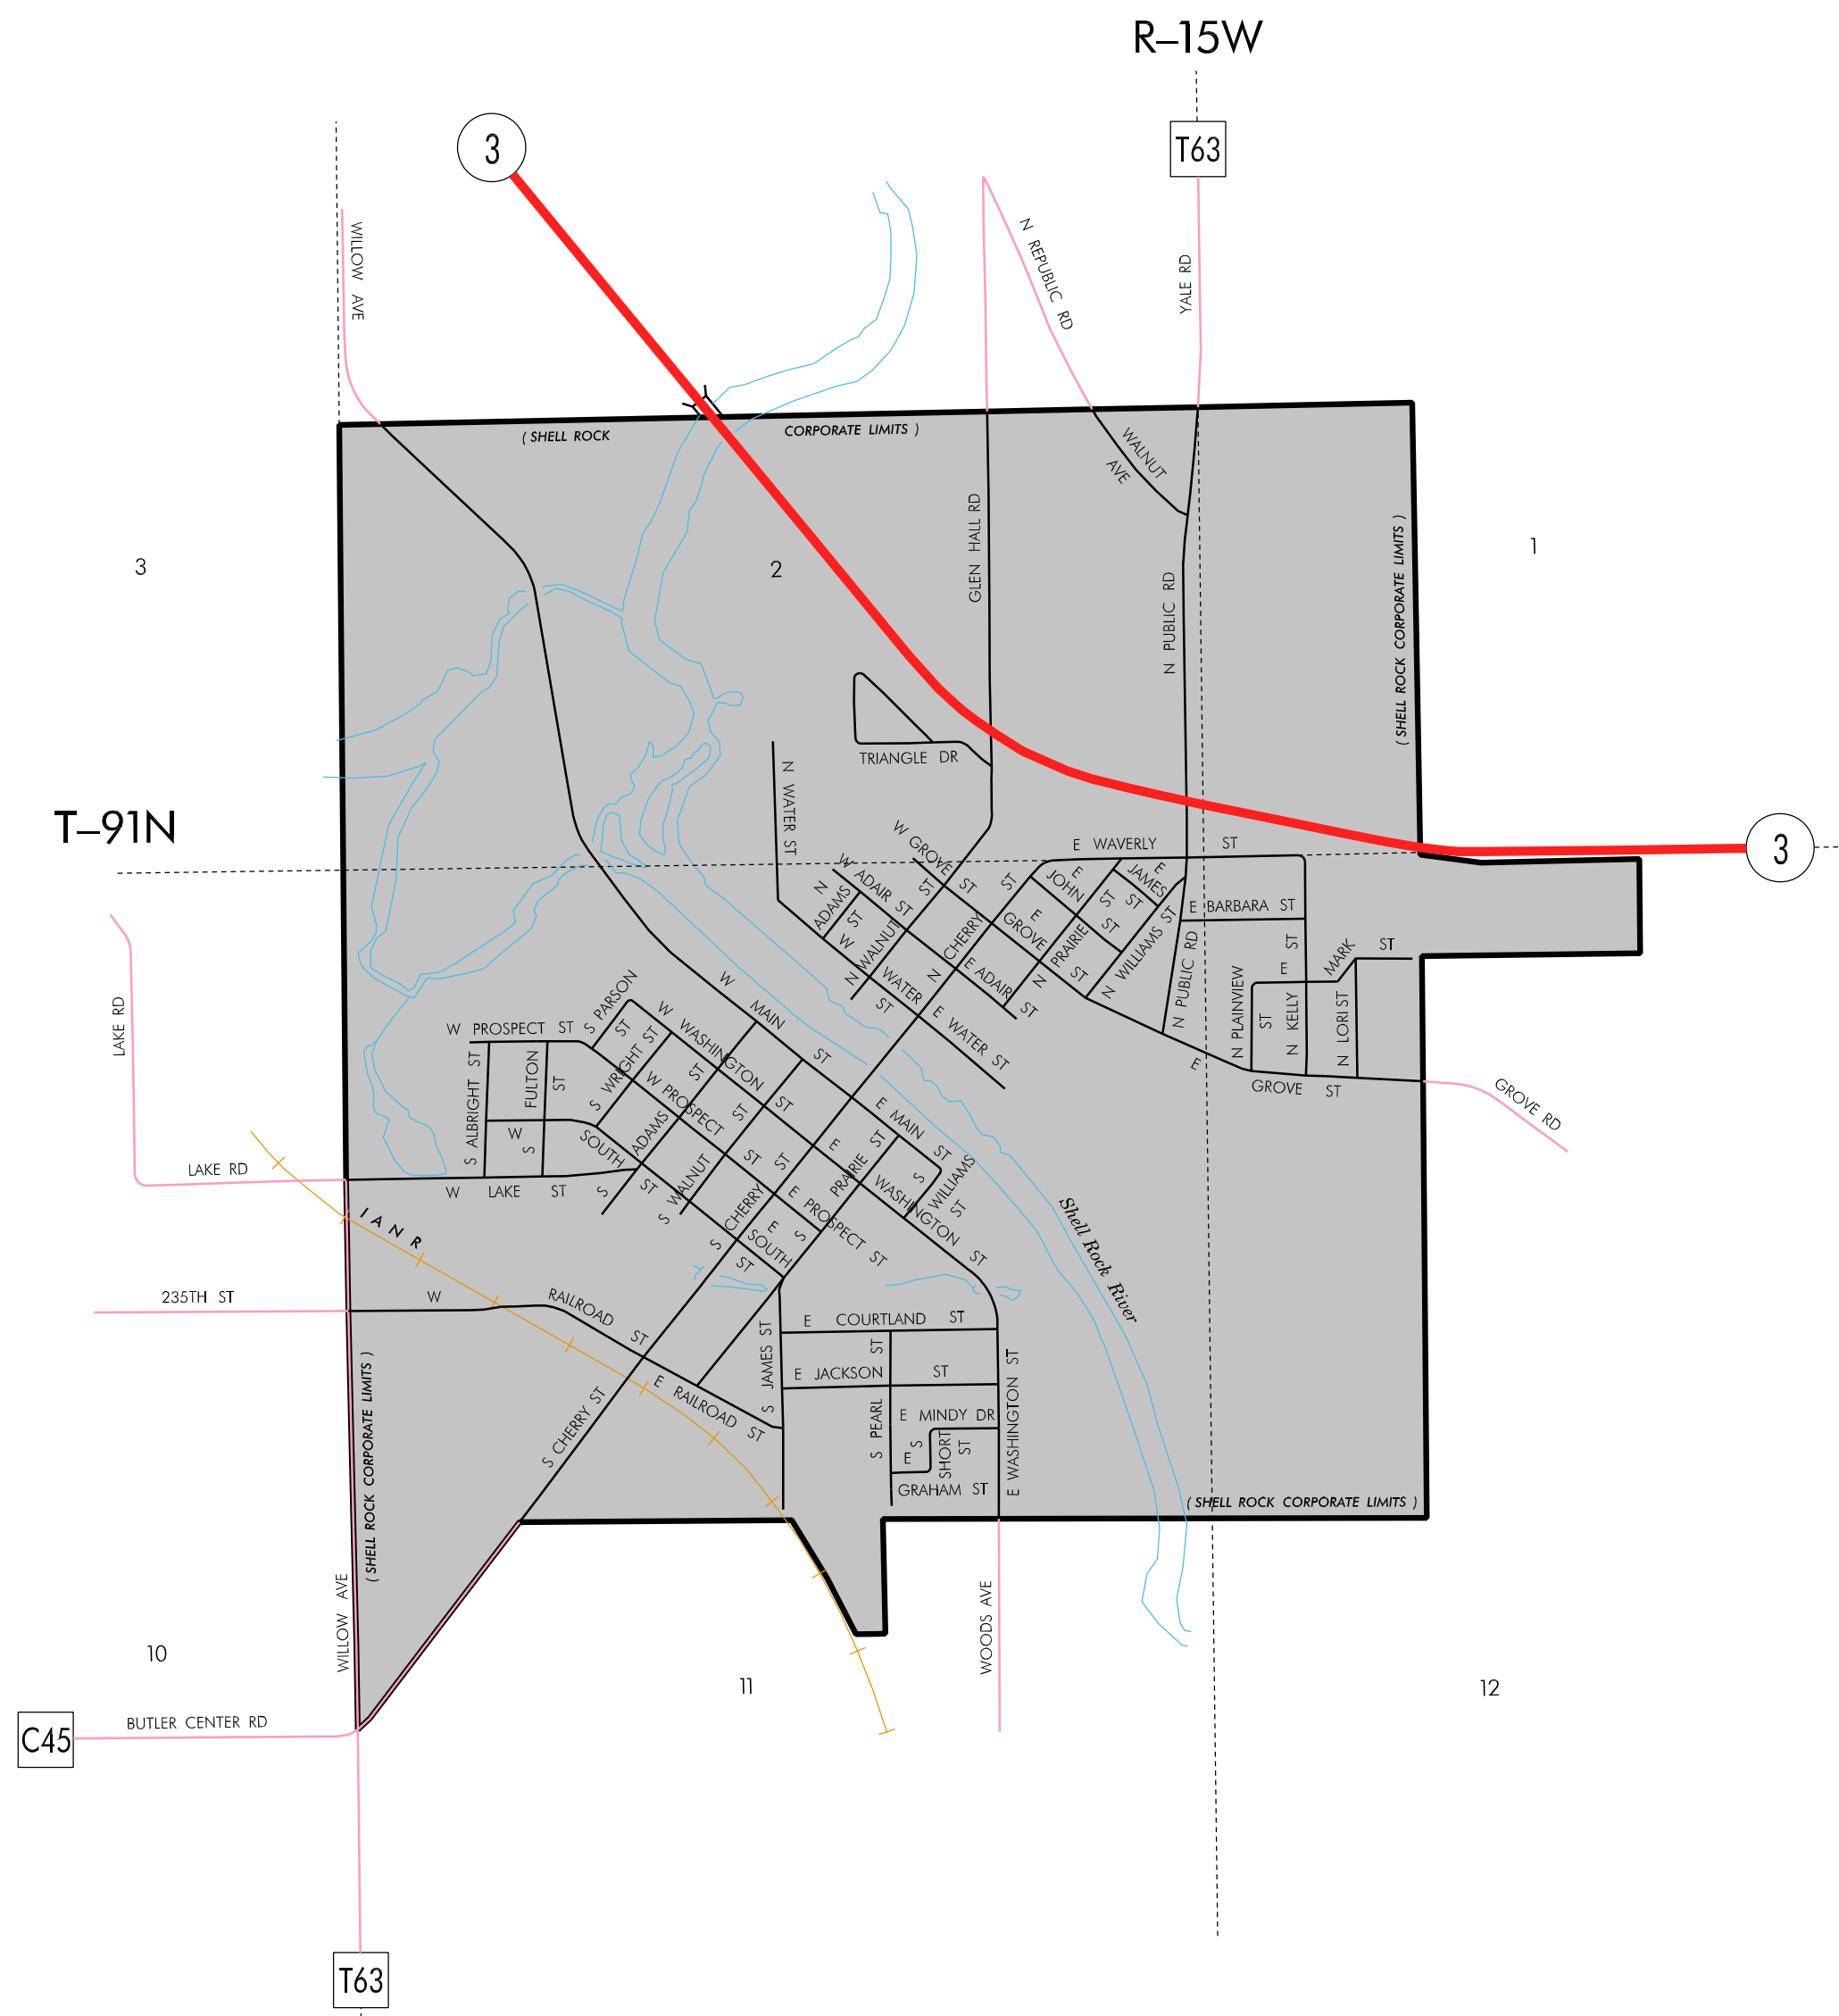 R–15W
3
T63
WILLOW AVE
N REPUBLIC RD
YALE RD
( SHELL ROCK CORPORATE LIMITS )
WALNUT AVE
GLEN HALL RD
( SHELL ROCK CORPORATE LIMITS )
3
2
1
N PUBLIC RD
TRIANGLE DR
N WATER ST
T–91N
3
W GROVE ST
E WAVERLY ST
W ADAIR ST
E JOHN ST
E JAMES ST
N ADAMS ST
E BARBARA ST
N WALNUT ST
N CHERRY ST
E GROVE ST
N PRAIRIE ST
N WILLIAMS ST
N PUBLIC RD
E MARK ST
W WATER ST
E ADAIR ST
N PLAINVIEW ST
N KELLY ST
N LORI ST
E WATER ST
E GROVE ST
GROVE RD
LAKE RD
W PROSPECT ST
S PARSON ST
W WASHINGTON ST
W MAIN ST
S ALBRIGHT ST
S FULTON ST
S WRIGHT ST
W PROSPECT ST
E MAIN ST
W SOUTH ST
S ADAMS ST
S WALNUT ST
S CHERRY ST
S PRAIRIE ST
S WILLIAMS ST
E WASHINGTON ST
E PROSPECT ST
E SOUTH ST
LAKE RD
W LAKE ST
IANR
Shell Rock River
235TH ST
W RAILROAD ST
E COURTLAND ST
S JAMES ST
E JACKSON ST
E RAILROAD ST
S CHERRY ST
S PEARL ST
E MINDY DR
S SHORT ST
E GRAHAM ST
E WASHINGTON ST
( SHELL ROCK CORPORATE LIMITS )
( SHELL ROCK CORPORATE LIMITS )
WILLOW AVE
WOODS AVE
10
11
12
C45
BUTLER CENTER RD
T63